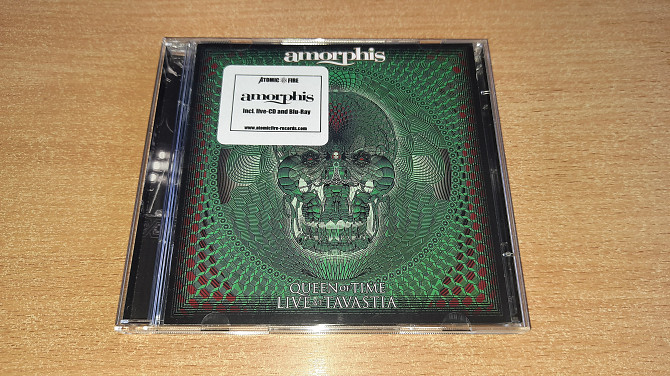 amorphis
ATOMIC FIRE
amorphis
Incl. live-CD and Blu-Ray
www.atomicfire-records.com
QUEEN OF TIME
LIVE AT TAVASTIA